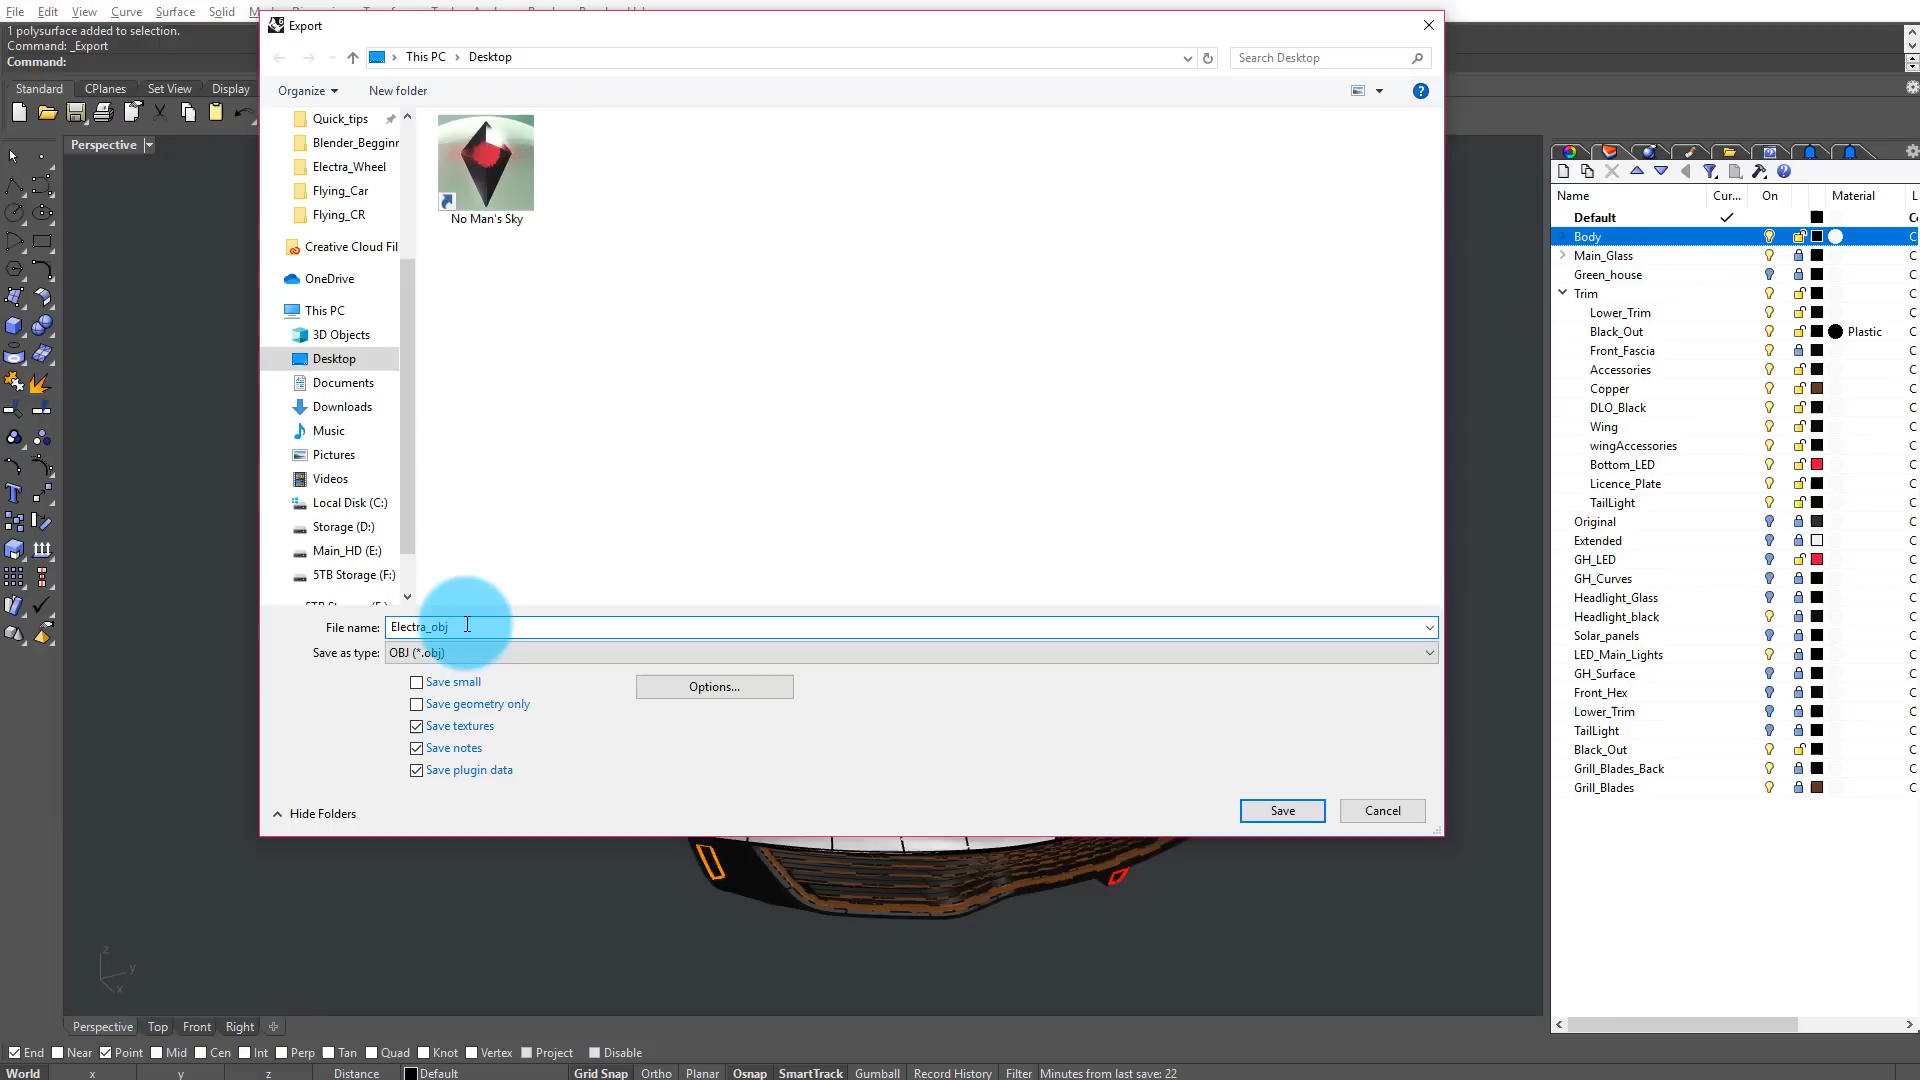 File Edit View Curve Surface Solid
1 polysurface added to selection.
Command: _Export
Command:
Standard CPlanes Set View Display
Perspective
Export
This PC Desktop
Search Desktop
Organize New folder
Quick_tips
Blender_Beginnr
Electra_Wheel
Flying_Car
Flying_CR
Creative Cloud Fil
OneDrive
This PC
3D Objects
Desktop
Documents
Downloads
Music
Pictures
Videos
Local Disk (C:)
Storage (D:)
Main_HD (E:)
5TB Storage (F:)
No Man's Sky
File name: Electra_obj
Save as type: OBJ (*.obj)
Save small
Save geometry only
Save textures
Save notes
Save plugin data
Options...
Hide Folders
Save Cancel
Name Cur... On Material L
Default
Body C
Main_Glass C
Green_house C
Trim C
Lower_Trim C
Black_Out Plastic C
Front_Fascia C
Accessories C
Copper C
DLO_Black C
Wing C
wingAccessories C
Bottom_LED C
Licence_Plate C
TailLight C
Original C
Extended C
GH_LED C
GH_Curves C
Headlight_Glass C
Headlight_black C
Solar_panels C
LED_Main_Lights C
GH_Surface C
Front_Hex C
Lower_Trim C
TailLight C
Black_Out C
Grill_Blades_Back C
Grill_Blades C
z
y
x
Perspective Top Front Right
End Near Point Mid Cen Int Perp Tan Quad Knot Vertex Project Disable
World x y z Distance Default Grid Snap Ortho Planar Osnap SmartTrack Gumball Record History Filter Minutes from last save: 22